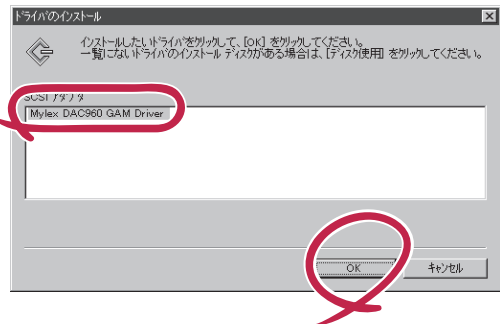 ドライバのインストール
インストールしたいドライバをクリックして、[OK] をクリックしてください。
一覧にないドライバのインストール ディスクがある場合は、[ディスク使用] をクリックしてください。
SCSI アダプタ
Mylex DAC960 GAM Driver
OK
キャンセル